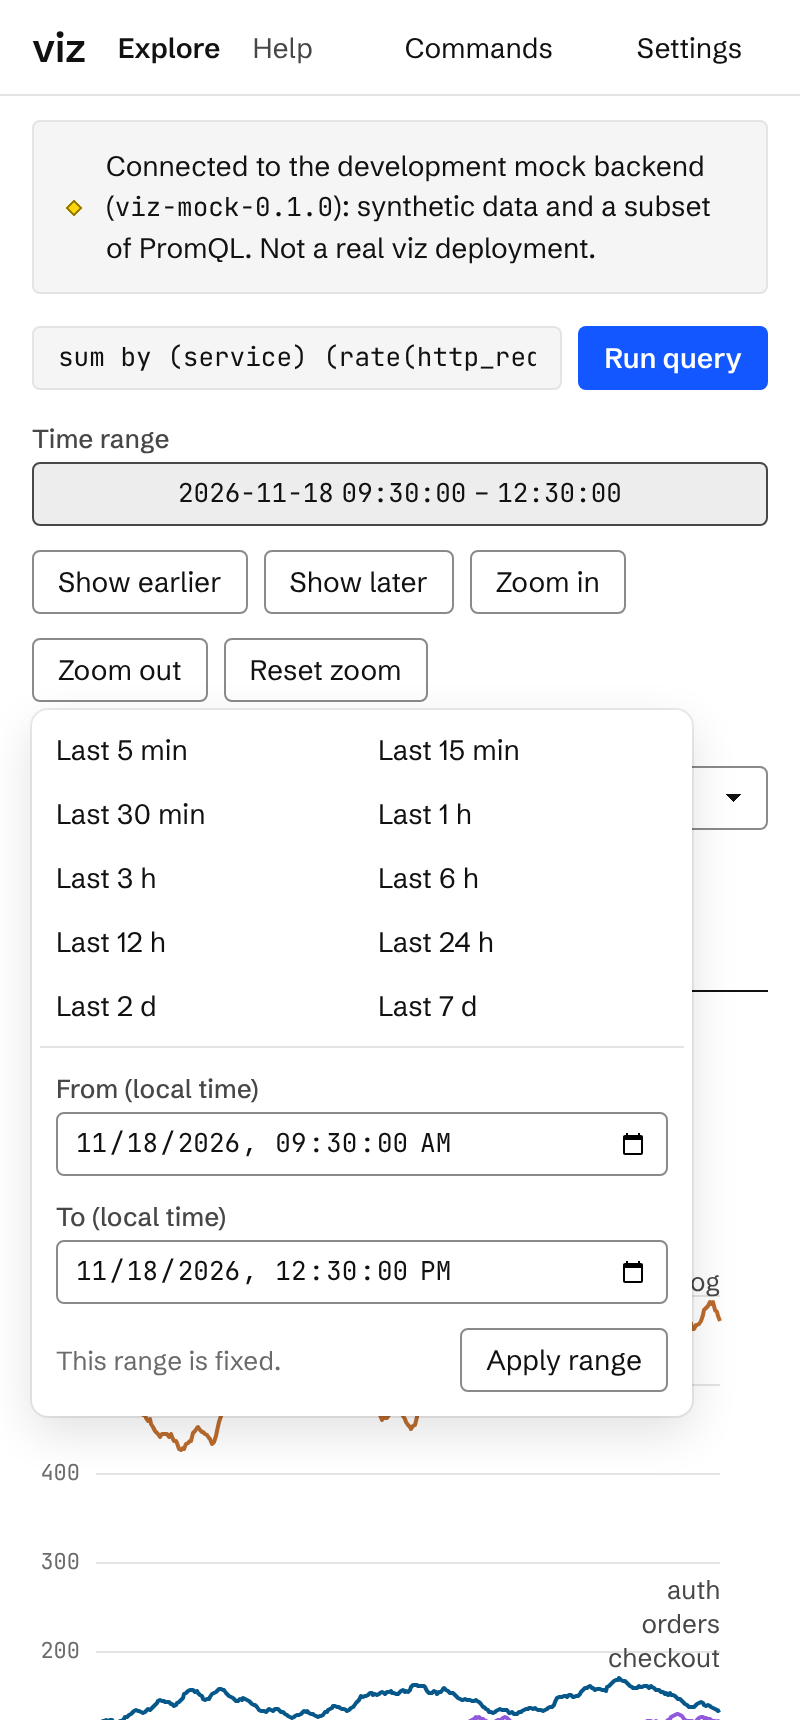 viz Explore Help Commands Settings
Connected to the development mock backend
(viz-mock-0.1.0): synthetic data and a subset
of PromQL. Not a real viz deployment.
sum by (service) (rate(http_rec
Run query
Time range
2026-11-18 09:30:00 – 12:30:00
Show earlier
Show later
Zoom in
Zoom out
Reset zoom
Last 5 min
Last 15 min
Last 30 min
Last 1 h
Last 3 h
Last 6 h
Last 12 h
Last 24 h
Last 2 d
Last 7 d
From (local time)
11/18/2026, 09:30:00 AM
To (local time)
11/18/2026, 12:30:00 PM
og
This range is fixed.
Apply range
400
300
auth
orders
200
checkout